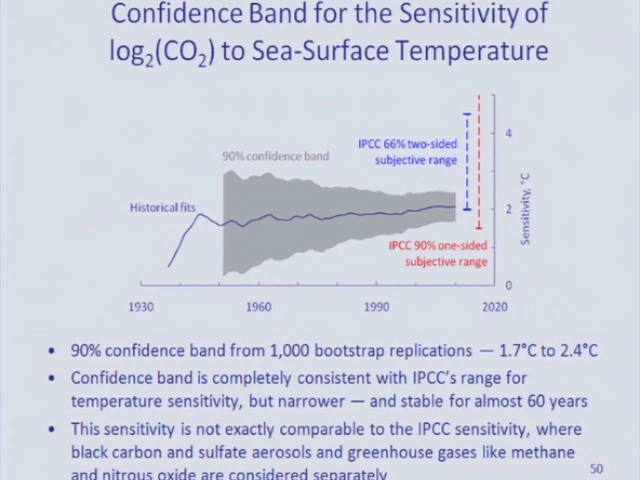 Confidence Band for the Sensitivity of
log₂(CO₂) to Sea-Surface Temperature
4
IPCC 66% two-sided
subjective range
90% confidence band
Historical fits
2
Sensitivity, °C
IPCC 90% one-sided
subjective range
0
1930 1960 1990 2020
• 90% confidence band from 1,000 bootstrap replications — 1.7°C to 2.4°C
• Confidence band is completely consistent with IPCC's range for
temperature sensitivity, but narrower — and stable for almost 60 years
• This sensitivity is not exactly comparable to the IPCC sensitivity, where
black carbon and sulfate aerosols and greenhouse gases like methane
and nitrous oxide are considered separately
50